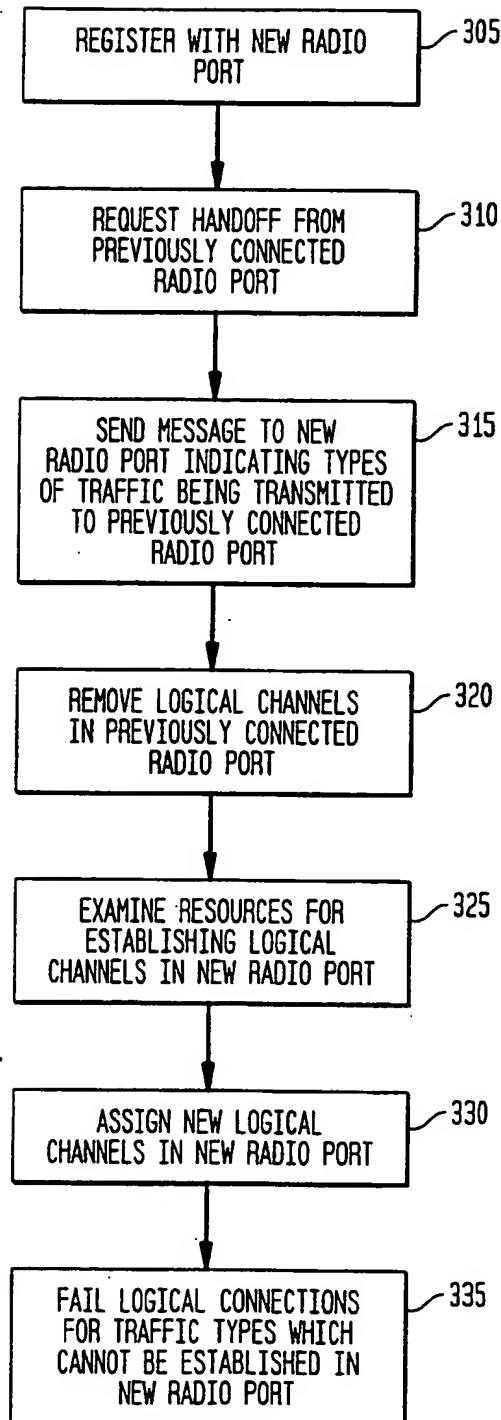 REGISTER WITH NEW RADIO
PORT
305
REQUEST HANDOFF FROM
PREVIOUSLY CONNECTED
RADIO PORT
310
SEND MESSAGE TO NEW
RADIO PORT INDICATING TYPES
OF TRAFFIC BEING TRANSMITTED
TO PREVIOUSLY CONNECTED
RADIO PORT
315
REMOVE LOGICAL CHANNELS
IN PREVIOUSLY CONNECTED
RADIO PORT
320
EXAMINE RESOURCES FOR
ESTABLISHING LOGICAL
CHANNELS IN NEW RADIO PORT
325
ASSIGN NEW LOGICAL
CHANNELS IN NEW RADIO PORT
330
FAIL LOGICAL CONNECTIONS
FOR TRAFFIC TYPES WHICH
CANNOT BE ESTABLISHED IN
NEW RADIO PORT
335